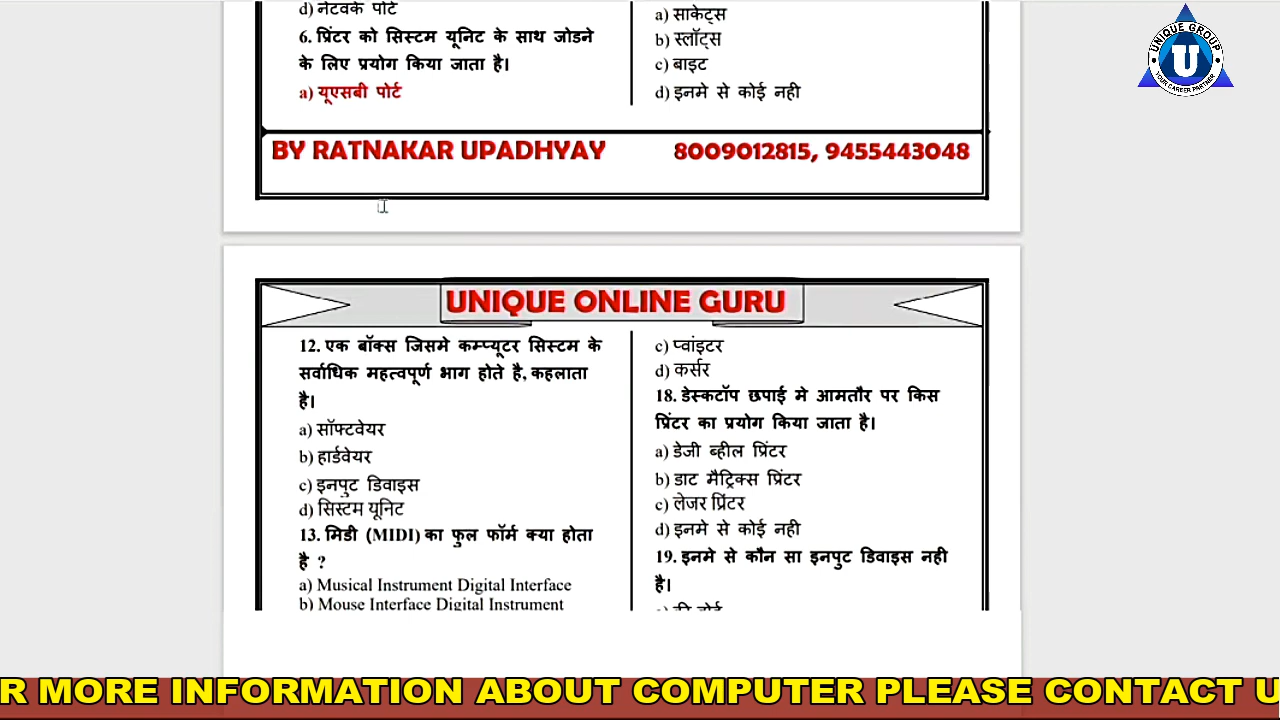 d) नेटवर्क पोर्ट
6. प्रिंटर को सिस्टम यूनिट के साथ जोडने
के लिए प्रयोग किया जाता है।
a) यूएसबी पोर्ट
a) साकेट्स
b) स्लॉट्स
c) बाइट
d) इनमे से कोई नही
BY RATNAKAR UPADHYAY 8009012815, 9455443048
UNIQUE GROUP
U
YOUR CAREER PARTNER
UNIQUE ONLINE GURU
12. एक बॉक्स जिसमे कम्प्यूटर सिस्टम के
सर्वाधिक महत्वपूर्ण भाग होते है, कहलाता
है।
a) सॉफ्टवेयर
b) हार्डवेयर
c) इनपुट डिवाइस
d) सिस्टम यूनिट
13. मिडी (MIDI) का फुल फॉर्म क्या होता
है ?
a) Musical Instrument Digital Interface
b) Mouse Interface Digital Instrument
c) प्वांइटर
d) कर्सर
18. डेस्कटॉप छपाई मे आमतौर पर किस
प्रिंटर का प्रयोग किया जाता है।
a) डेजी ब्हील प्रिंटर
b) डाट मैट्रिक्स प्रिंटर
c) लेजर प्रिंटर
d) इनमे से कोई नही
19. इनमे से कौन सा इनपुट डिवाइस नही
है।
R MORE INFORMATION ABOUT COMPUTER PLEASE CONTACT U